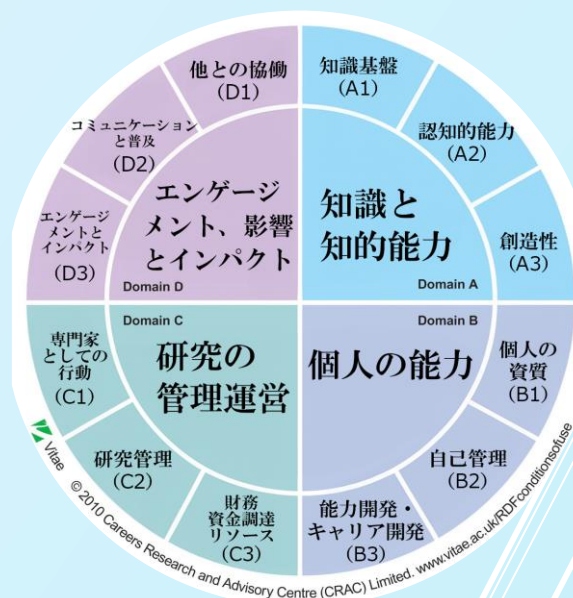 知識基盤
(A1)
認知的能力
(A2)
創造性
(A3)
知識と
知的能力
Domain A
Domain B
個人の能力
個人の
資質
(B1)
自己管理
(B2)
能力開発・
キャリア開発
(B3)
Domain C
研究の
管理運営
専門家
としての
行動
(C1)
研究管理
(C2)
財務
資金調達
リソース
(C3)
他との協働
(D1)
コミュニケーション
と普及
(D2)
エンゲージ
メントと
インパクト
(D3)
エンゲージ
メント、影響
とインパクト
Domain D
Vitae
© 2010 Careers Research and Advisory Centre (CRAC) Limited. www.vitae.ac.uk/RDFconditionsofuse